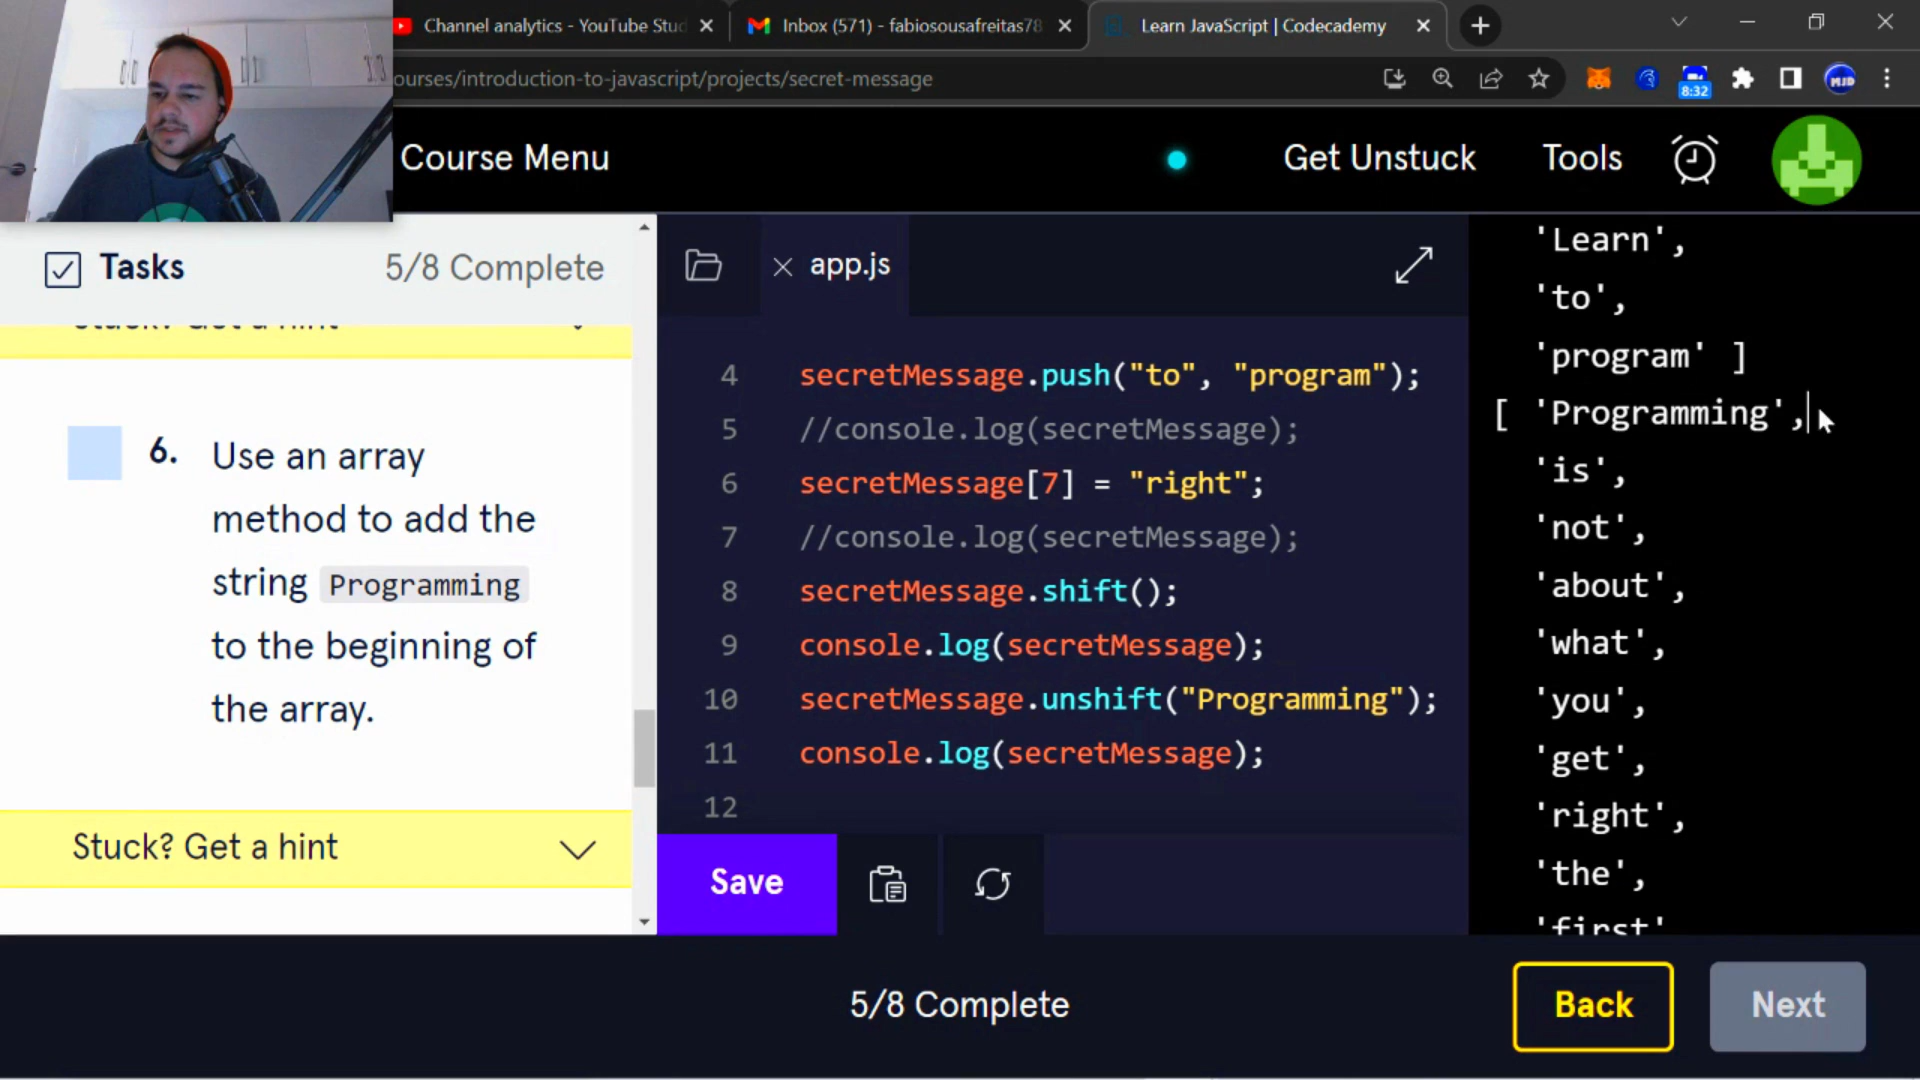 Channel analytics - YouTube Stud
Inbox (571) - fabiosousafreitas78
Learn JavaScript | Codecademy
ourses/introduction-to-javascript/projects/secret-message
8:32
MJD
Course Menu
Get Unstuck
Tools
Tasks
5/8 Complete
Stuck? Get a hint
6. Use an array
method to add the
string Programming
to the beginning of
the array.
Stuck? Get a hint
app.js
4 secretMessage.push("to", "program");
5 //console.log(secretMessage);
6 secretMessage[7] = "right";
7 //console.log(secretMessage);
8 secretMessage.shift();
9 console.log(secretMessage);
10 secretMessage.unshift("Programming");
11 console.log(secretMessage);
12
Save
'Learn',
'to',
'program' ]
[ 'Programming',
'is',
'not',
'about',
'what',
'you',
'get',
'right',
'the',
'first'
5/8 Complete
Back
Next